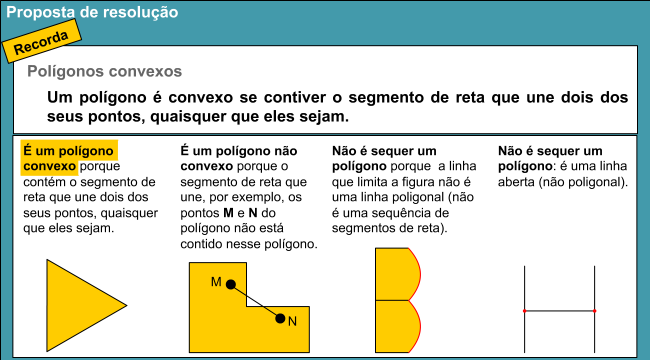 Proposta de resolução
Recorda
Polígonos convexos
Um polígono é convexo se contiver o segmento de reta que une dois dos
seus pontos, quaisquer que eles sejam.
É um polígono
convexo porque
contém o segmento de
reta que une dois dos
seus pontos, quaisquer
que eles sejam.
É um polígono não
convexo porque o
segmento de reta que
une, por exemplo, os
pontos M e N do
polígono não está
contido nesse polígono.
Não é sequer um
polígono porque a linha
que limita a figura não é
uma linha poligonal (não
é uma sequência de
segmentos de reta).
Não é sequer um
polígono: é uma linha
aberta (não poligonal).
M
N